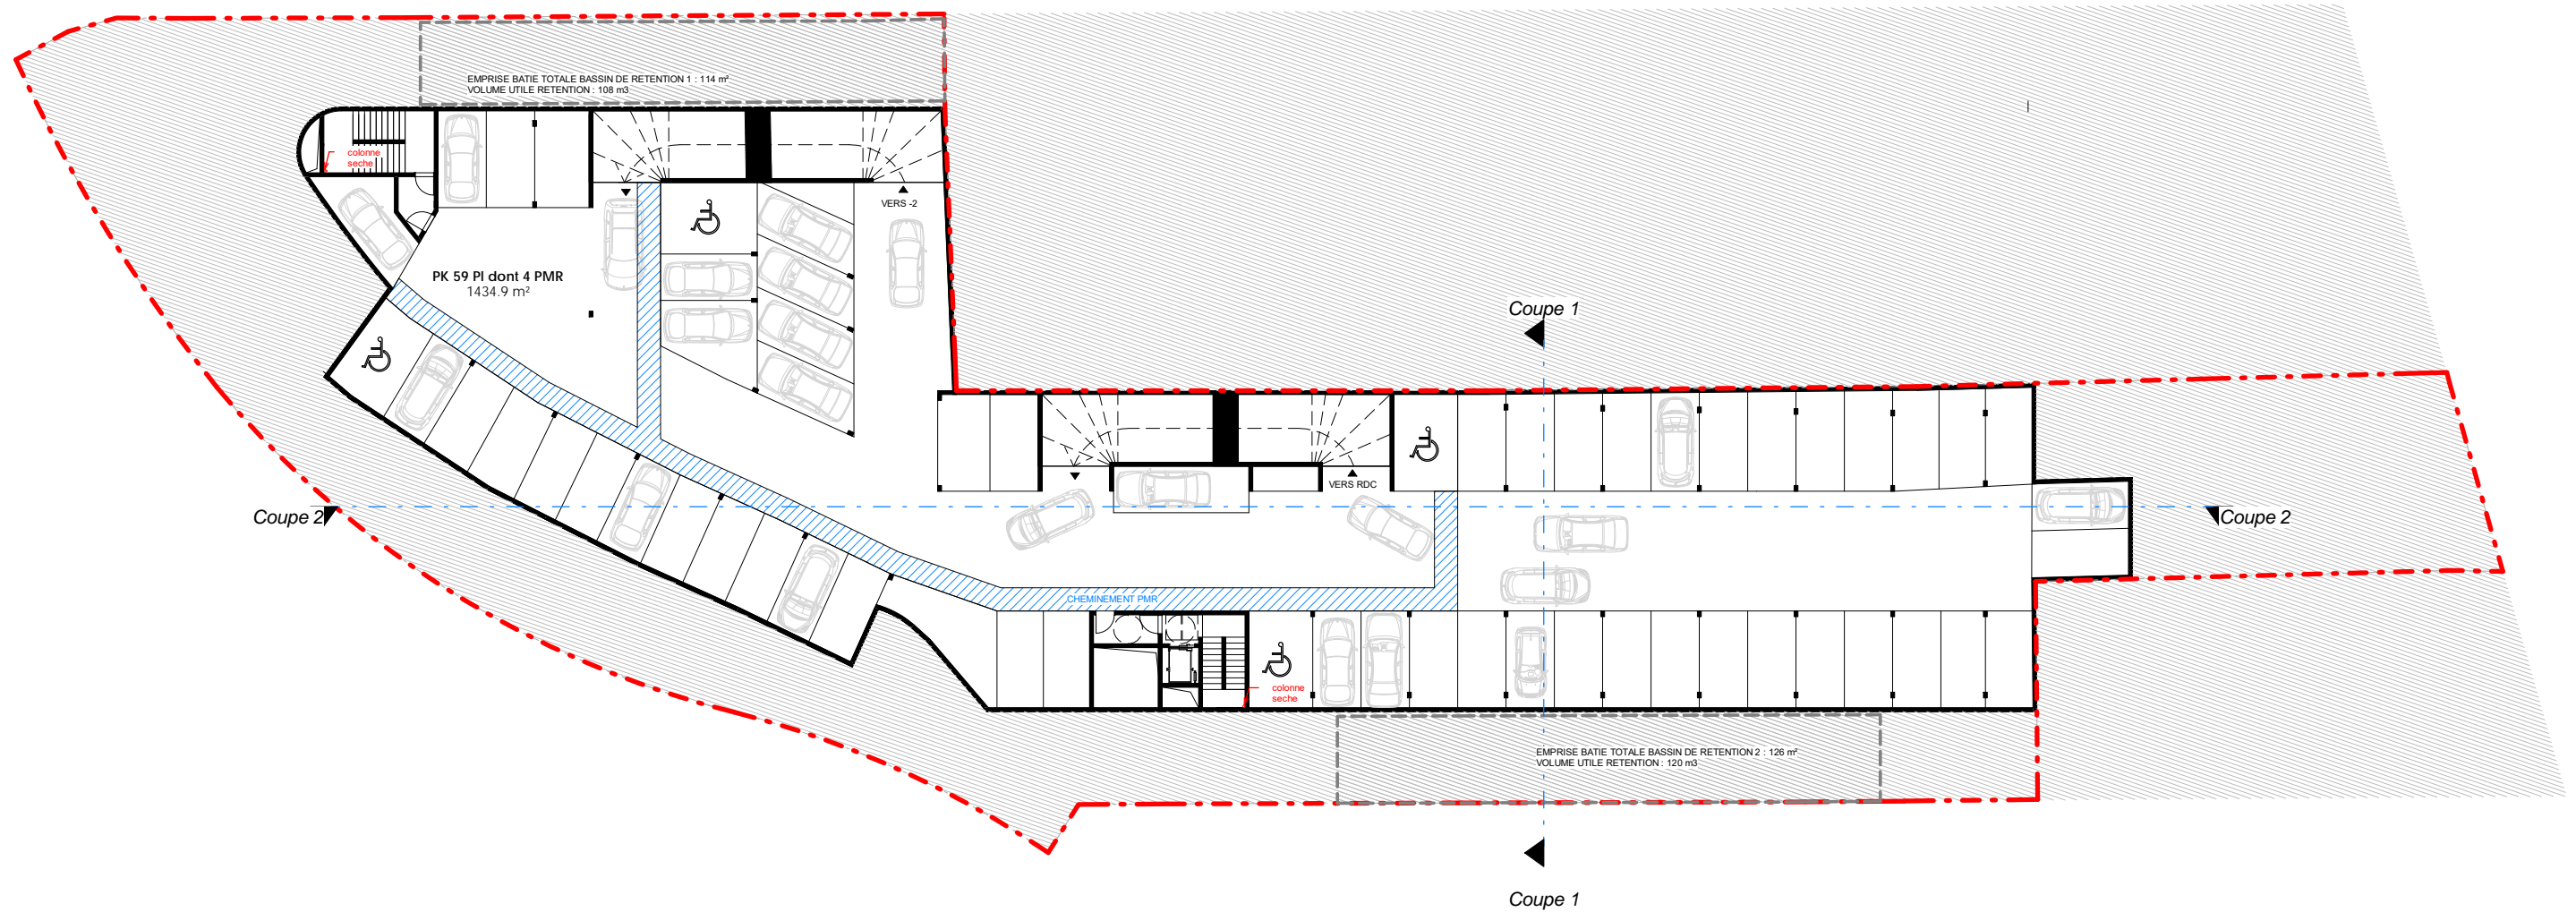 EMPRISE BATIE TOTALE BASSIN DE RETENTION 1 : 114 m²
VOLUME UTILE RETENTION : 108 m3
colonne
seche
VERS -2
PK 59 Pl dont 4 PMR
1434.9 m²
Coupe 1
VERS RDC
Coupe 2
Coupe 2
CHEMINEMENT PMR
colonne
seche
EMPRISE BATIE TOTALE BASSIN DE RETENTION 2 : 126 m²
VOLUME UTILE RETENTION : 120 m3
Coupe 1